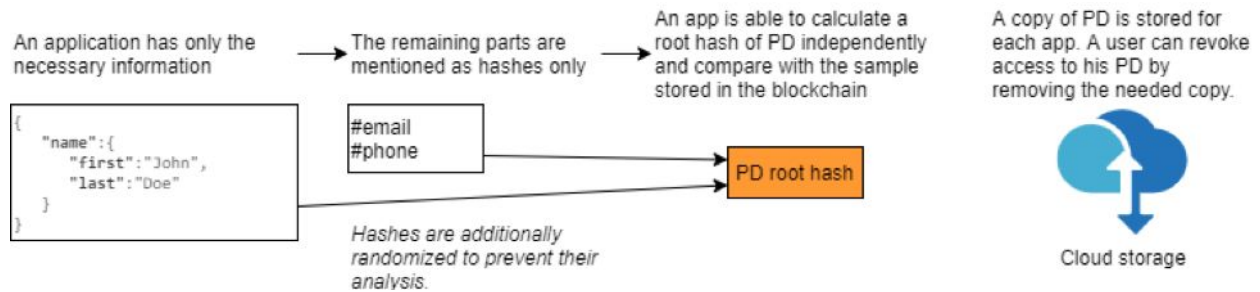 An application has only the
necessary information
The remaining parts are
mentioned as hashes only
An app is able to calculate a
root hash of PD independently
and compare with the sample
stored in the blockchain
A copy of PD is stored for
each app. A user can revoke
access to his PD by
removing the needed copy.
{
"name":{
"first":"John",
"last":"Doe"
}
}
#email
#phone
PD root hash
Hashes are additionally
randomized to prevent their
analysis.
Cloud storage